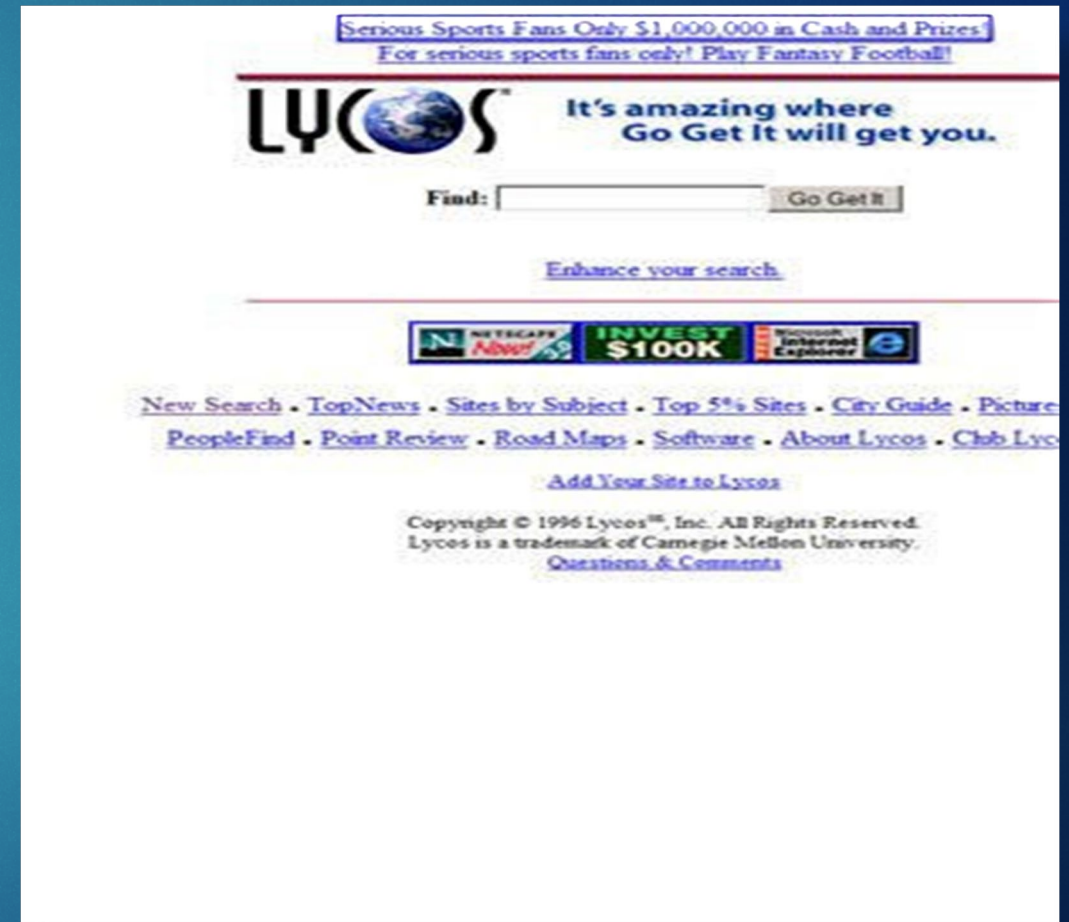 Serious Sports Fans Only $1,000,000 in Cash and Prizes!
For serious sports fans only! Play Fantasy Football!
LYCOS™
It's amazing where
Go Get It will get you.
Find: Go Get It
Enhance your search.
N NETSCAPE Now! 3.0 INVEST $100K FREE Microsoft Internet Explorer
New Search • TopNews • Sites by Subject • Top 5% Sites • City Guide • Picture
PeopleFind • Point Review • Road Maps • Software • About Lycos • Club Lyc
Add Your Site to Lycos
Copyright © 1996 Lycos℠, Inc. All Rights Reserved.
Lycos is a trademark of Carnegie Mellon University.
Questions & Comments